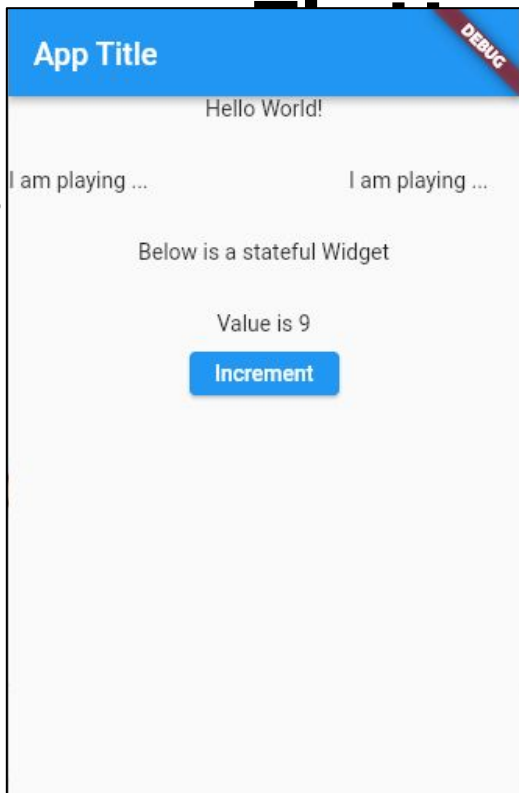 App Title
DEBUG
Hello World!
I am playing ... I am playing ...
Below is a stateful Widget
Value is 9
Increment